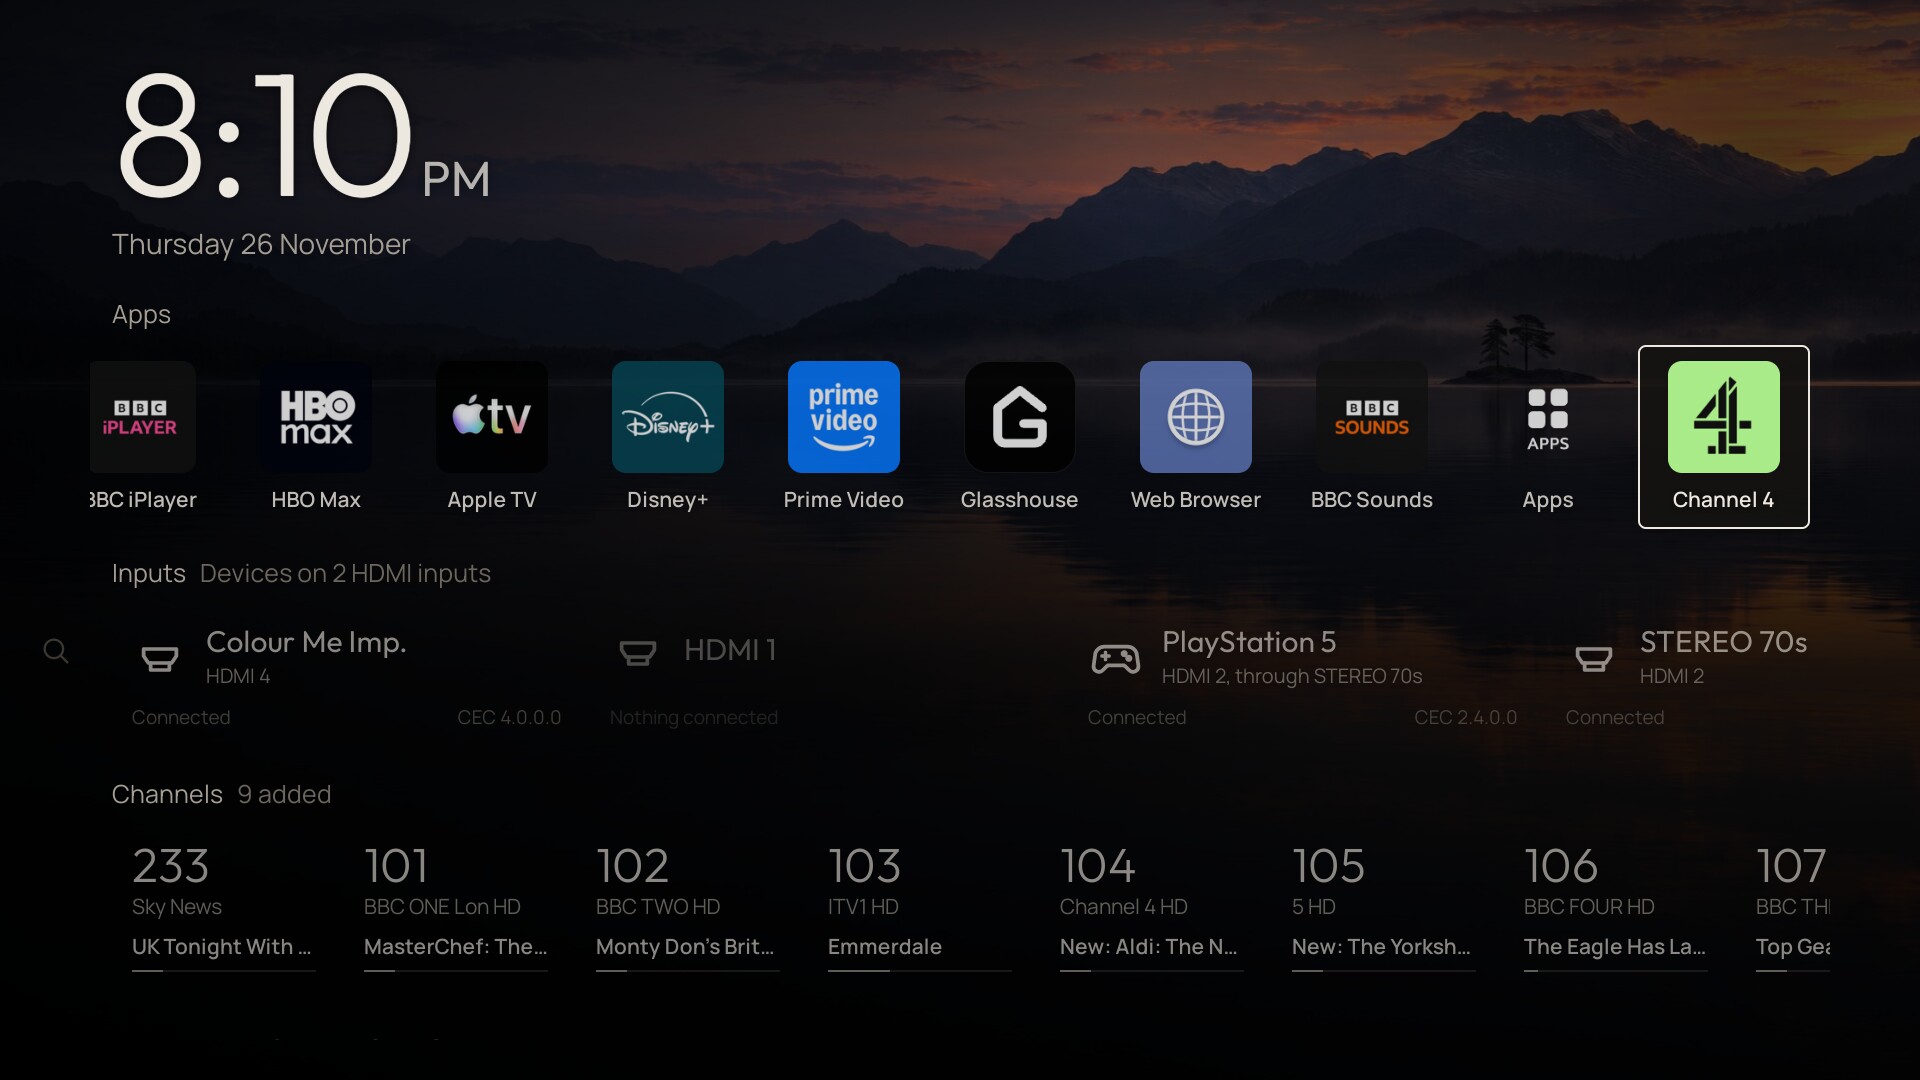 8:10 PM
Thursday 26 November
Apps
BBC iPLAYER
HBO max
tv
Disney+
prime video
BBC SOUNDS
APPS
4
BBC iPlayer
HBO Max
Apple TV
Disney+
Prime Video
Glasshouse
Web Browser
BBC Sounds
Apps
Channel 4
Inputs Devices on 2 HDMI inputs
Colour Me Imp.
HDMI 4
Connected CEC 4.0.0.0
HDMI 1
Nothing connected
PlayStation 5
HDMI 2, through STEREO 70s
Connected CEC 2.4.0.0
STEREO 70s
HDMI 2
Connected
Channels 9 added
233
Sky News
UK Tonight With ...
101
BBC ONE Lon HD
MasterChef: The...
102
BBC TWO HD
Monty Don's Brit...
103
ITV1 HD
Emmerdale
104
Channel 4 HD
New: Aldi: The N...
105
5 HD
New: The Yorksh...
106
BBC FOUR HD
The Eagle Has La...
107
BBC
Top